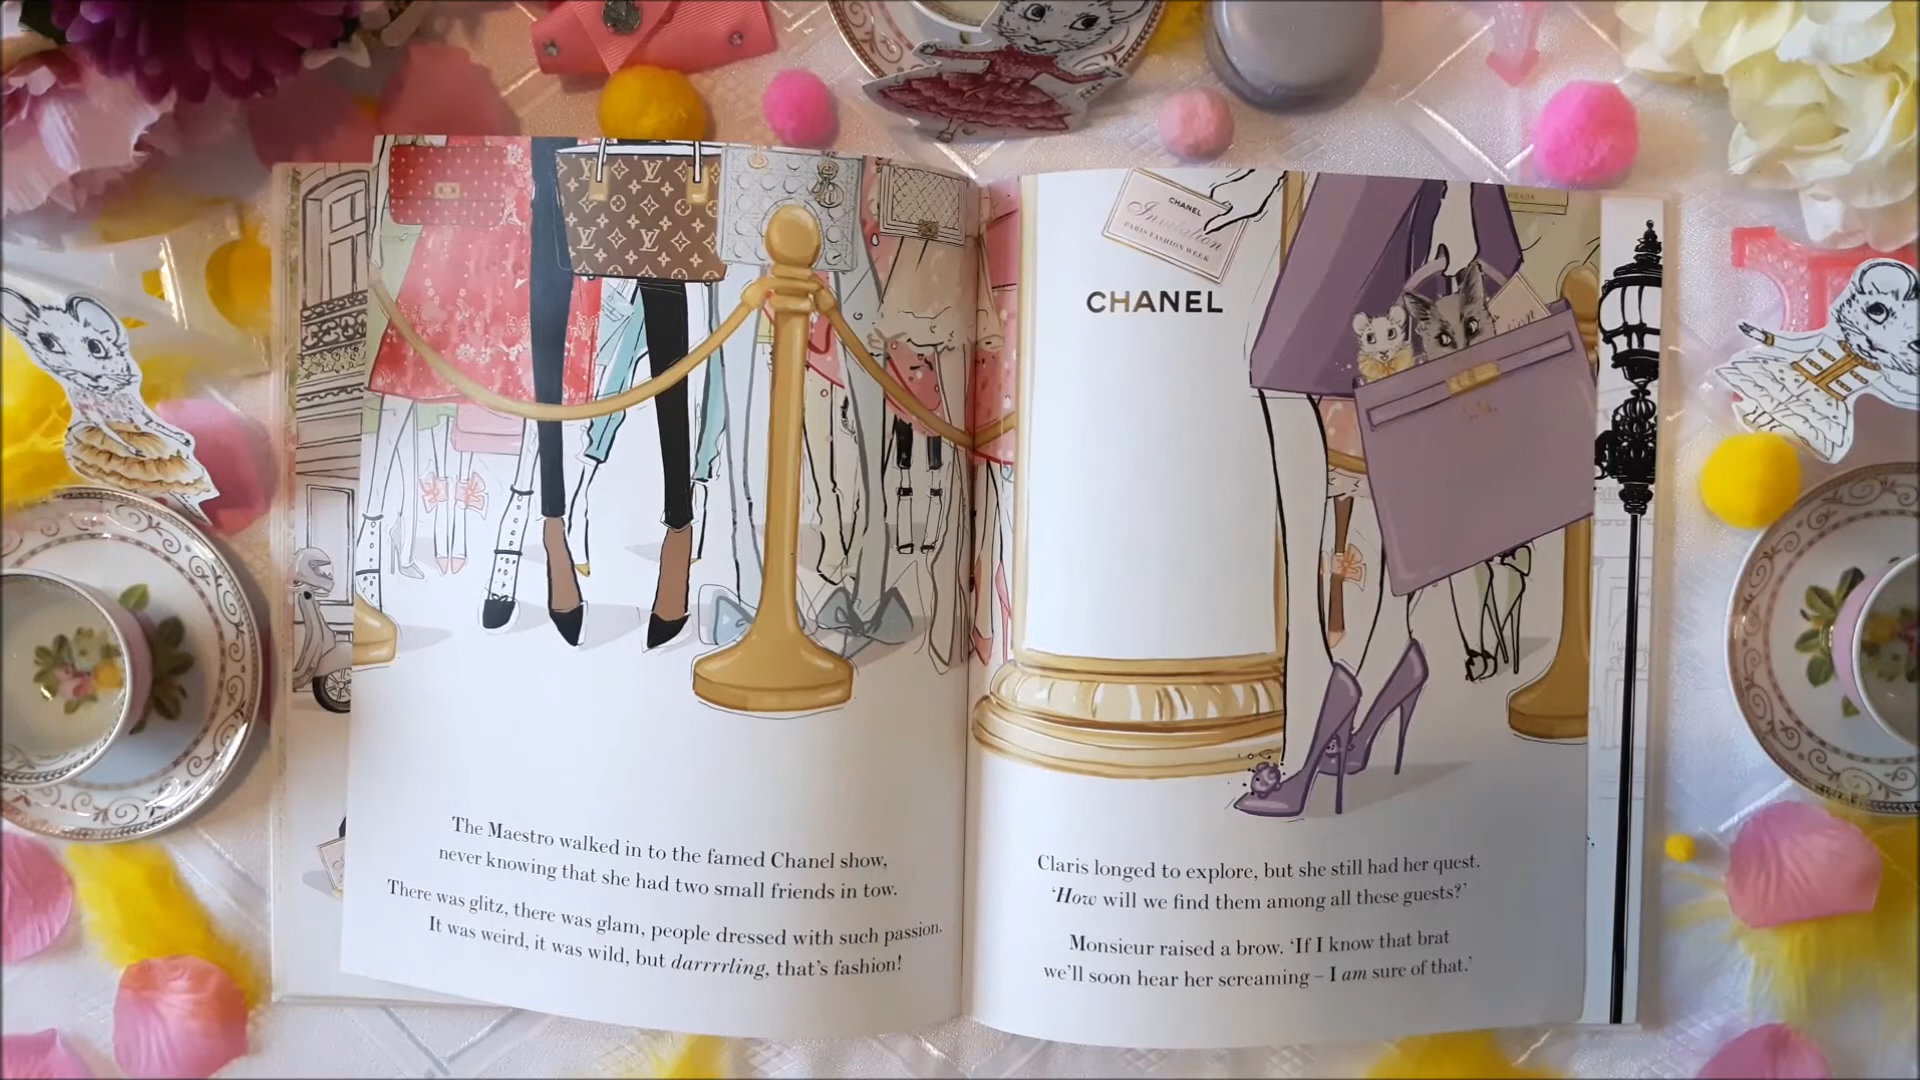 The Maestro walked in to the famed Chanel show,
never knowing that she had two small friends in tow.
There was glitz, there was glam, people dressed with such passion.
It was weird, it was wild, but darrrrling, that's fashion!
CHANEL
Invitation
PARIS FASHION WEEK
CHANEL
Claris longed to explore, but she still had her quest.
‘How will we find them among all these guests?’
Monsieur raised a brow. ‘If I know that brat
we'll soon hear her screaming – I am sure of that.’